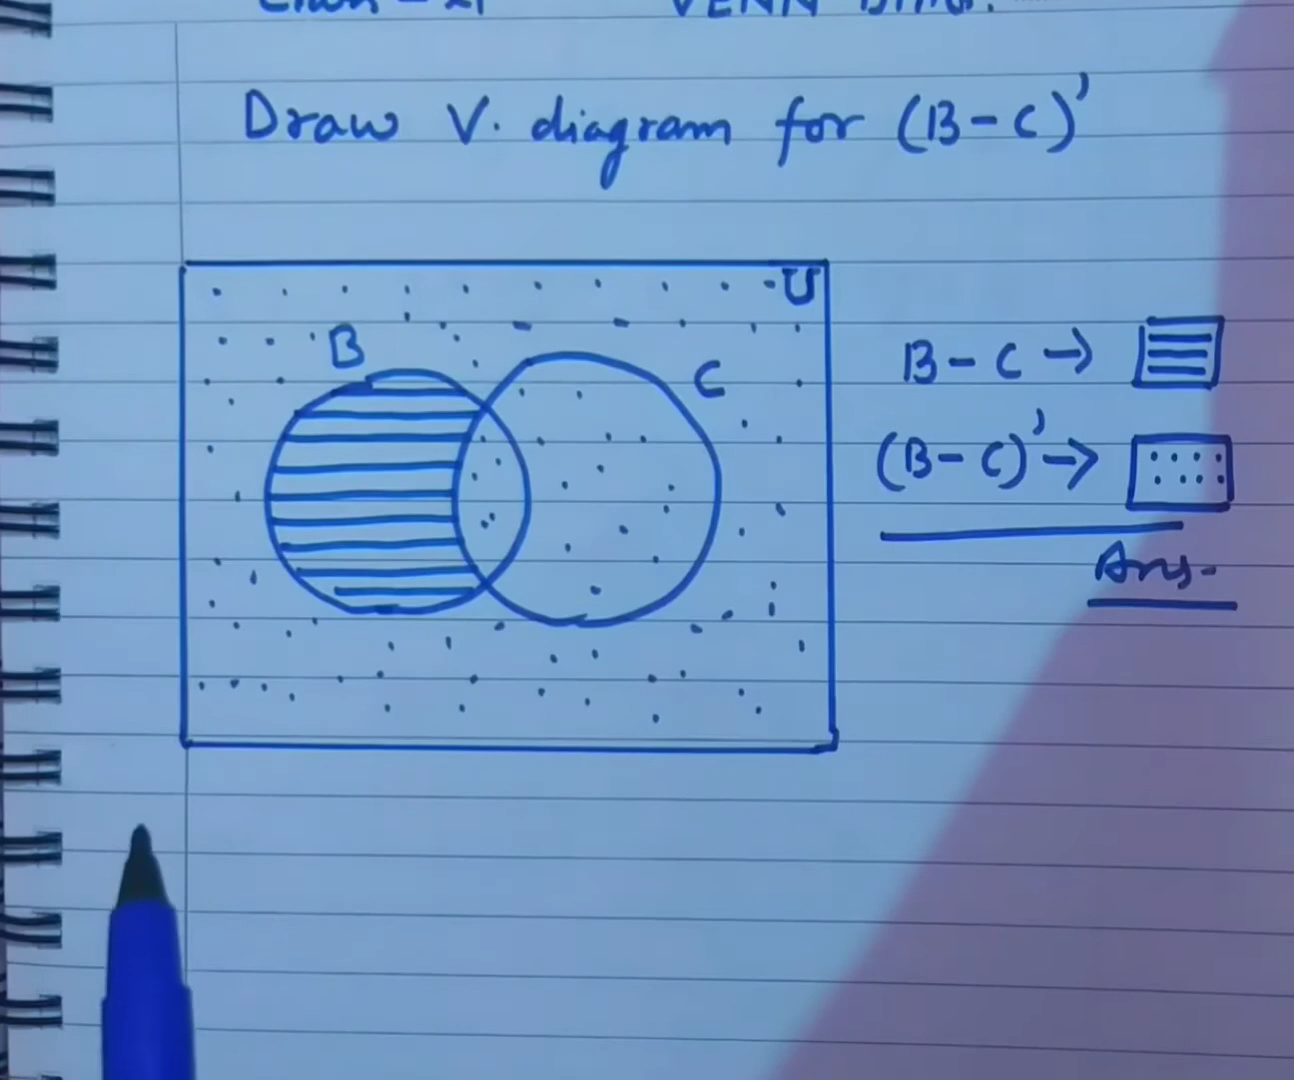 Draw V. diagram for (B-C)'
U
B
C
B-C →
(B-C)' →
Ans.